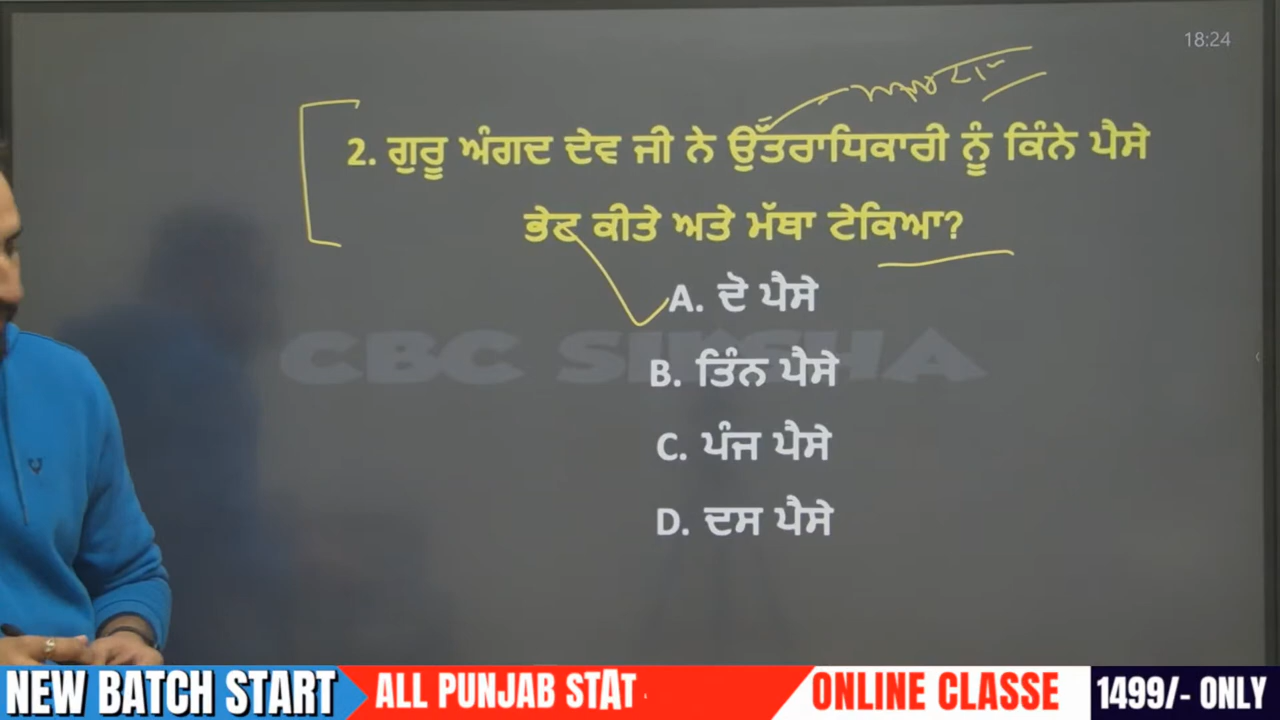 18:24
2. ਗੁਰੂ ਅੰਗਦ ਦੇਵ ਜੀ ਨੇ ਉੱਤਰਾਧਿਕਾਰੀ ਨੂੰ ਕਿੰਨੇ ਪੈਸੇ
ਭੇਟ ਕੀਤੇ ਅਤੇ ਮੱਥਾ ਟੇਕਿਆ?
A. ਦੋ ਪੈਸੇ
B. ਤਿੰਨ ਪੈਸੇ
C. ਪੰਜ ਪੈਸੇ
D. ਦਸ ਪੈਸੇ
NEW BATCH START ALL PUNJAB STAT ONLINE CLASSE 1499/- ONLY